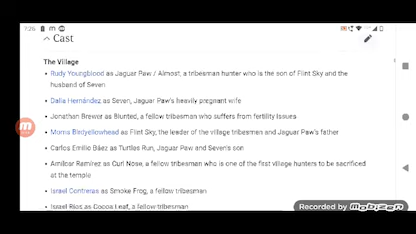 7:26
Cast
The Village
Rudy Youngblood as Jaguar Paw / Almost, a tribesman hunter who is the son of Flint Sky and the
husband of Seven
Dalia Hernández as Seven, Jaguar Paw's heavily pregnant wife
Jonathan Brewer as Blunted, a fellow tribesman who suffers from fertility issues
Morris Birdyellowhead as Flint Sky, the leader of the village tribesman and Jaguar Paw's father
Carlos Emilio Báez as Turtles Run, Jaguar Paw and Seven's son
Amílcar Ramírez as Curl Nose, a fellow tribesman who is one of the first village hunters to be sacrificed
at the temple
Israel Contreras as Smoke Frog, a fellow tribesman
Israel Ríos as Cocoa Leaf, a fellow tribesman
Recorded by Mobizen